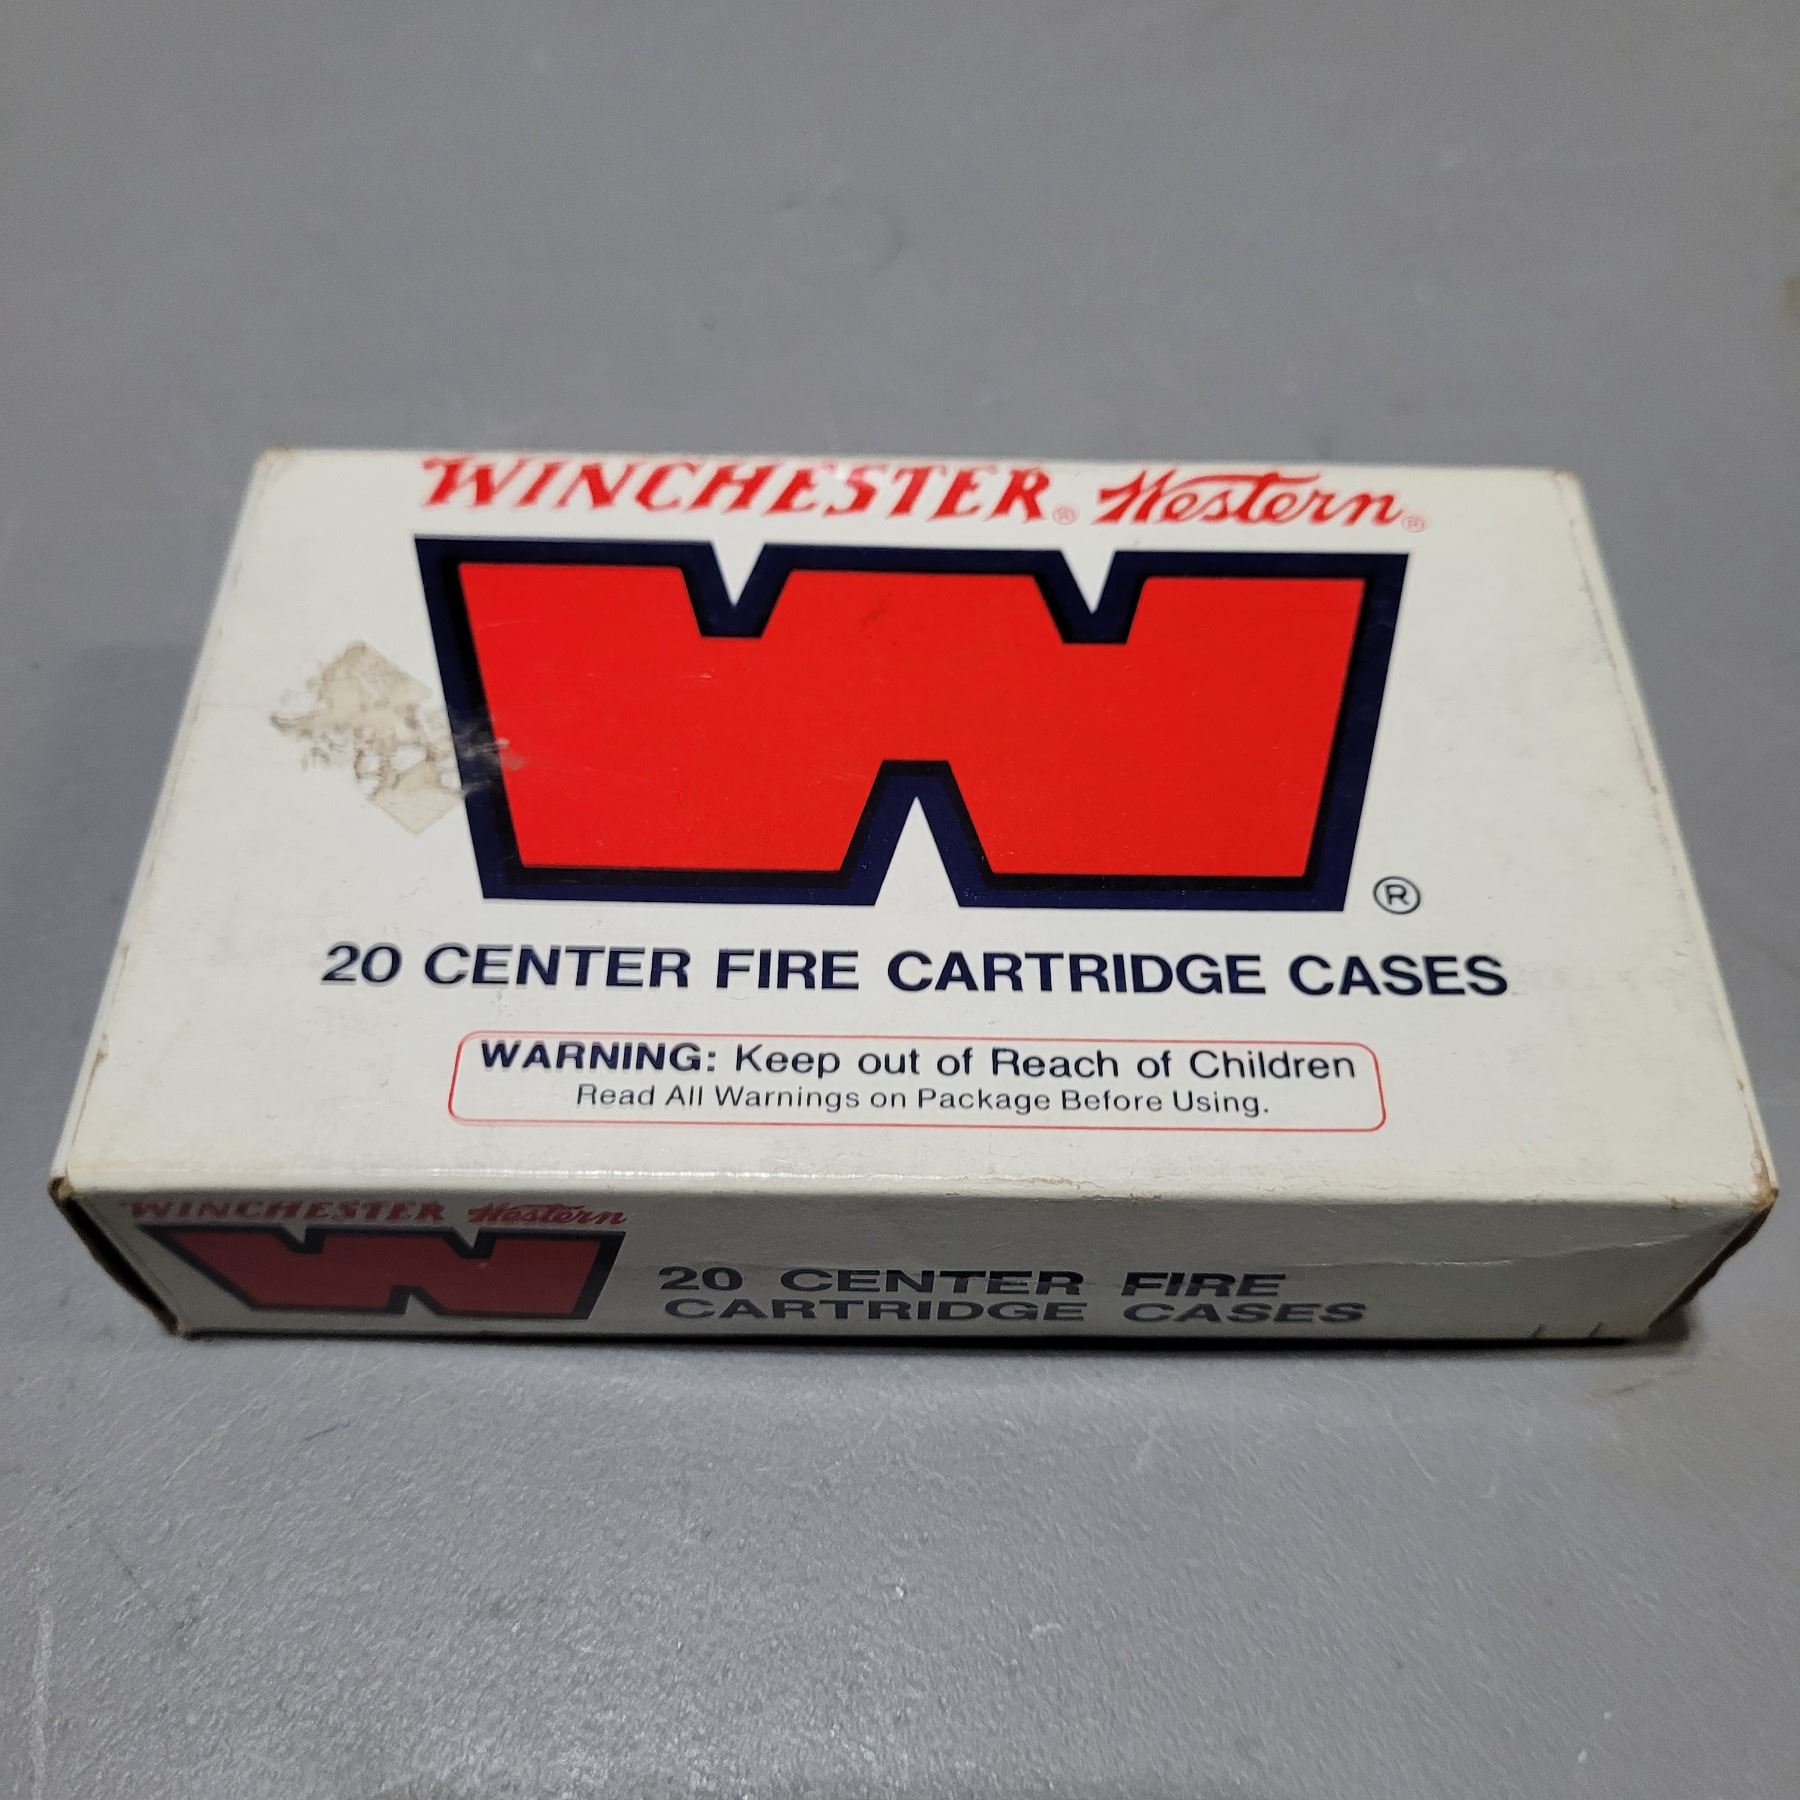 WINCHESTER® Western®
W®
20 CENTER FIRE CARTRIDGE CASES
WARNING: Keep out of Reach of Children
Read All Warnings on Package Before Using.
WINCHESTER Western
W
20 CENTER FIRE
CARTRIDGE CASES